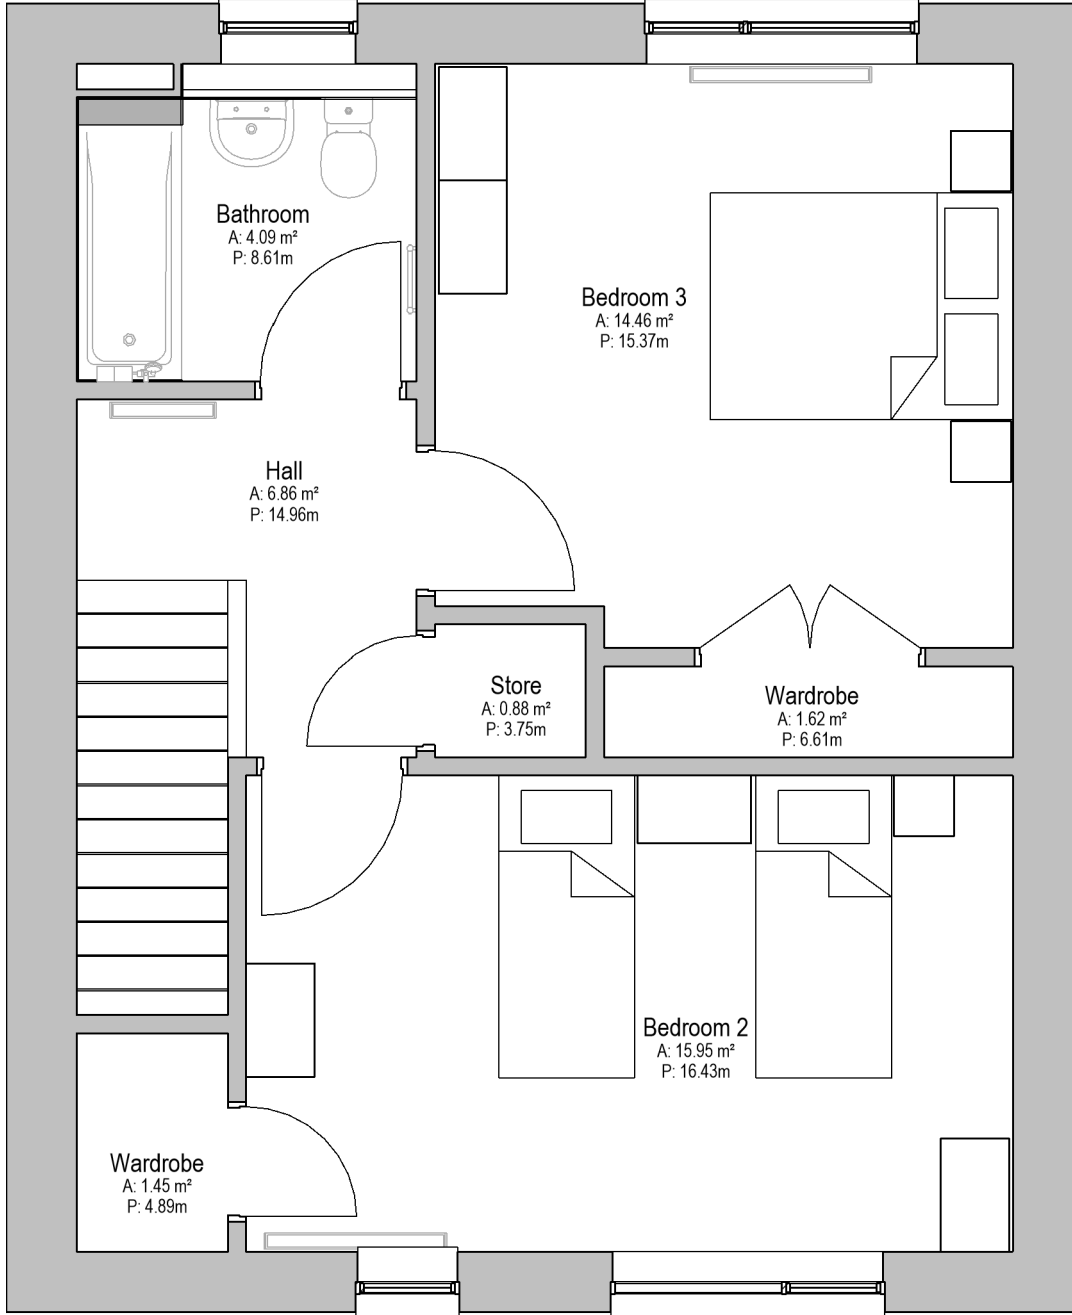 Bathroom
A: 4.09 m²
P: 8.61m
Bedroom 3
A: 14.46 m²
P: 15.37m
Hall
A: 6.86 m²
P: 14.96m
Store
A: 0.88 m²
P: 3.75m
Wardrobe
A: 1.62 m²
P: 6.61m
Bedroom 2
A: 15.95 m²
P: 16.43m
Wardrobe
A: 1.45 m²
P: 4.89m